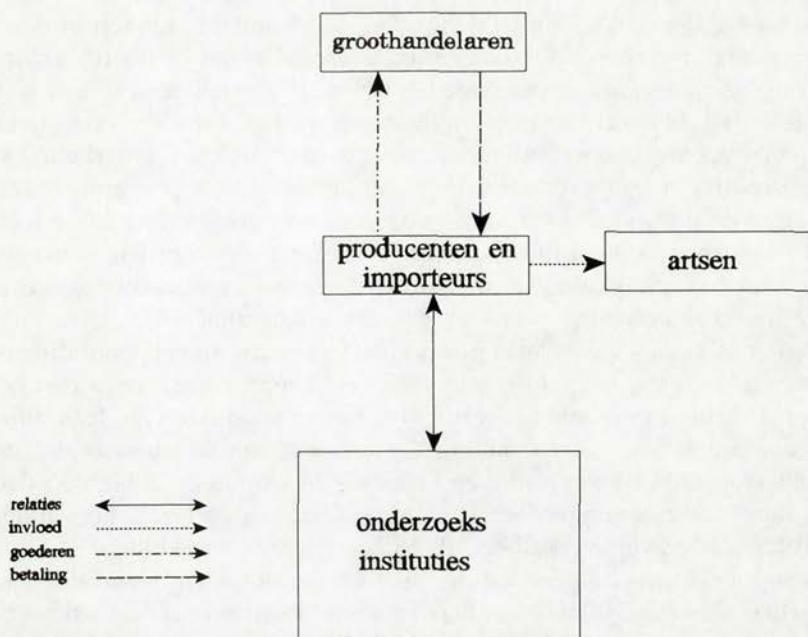 groothandelaren
producenten en
importeurs
artsen
onderzoeks
instituties
relaties
invloed
goederen
betaling